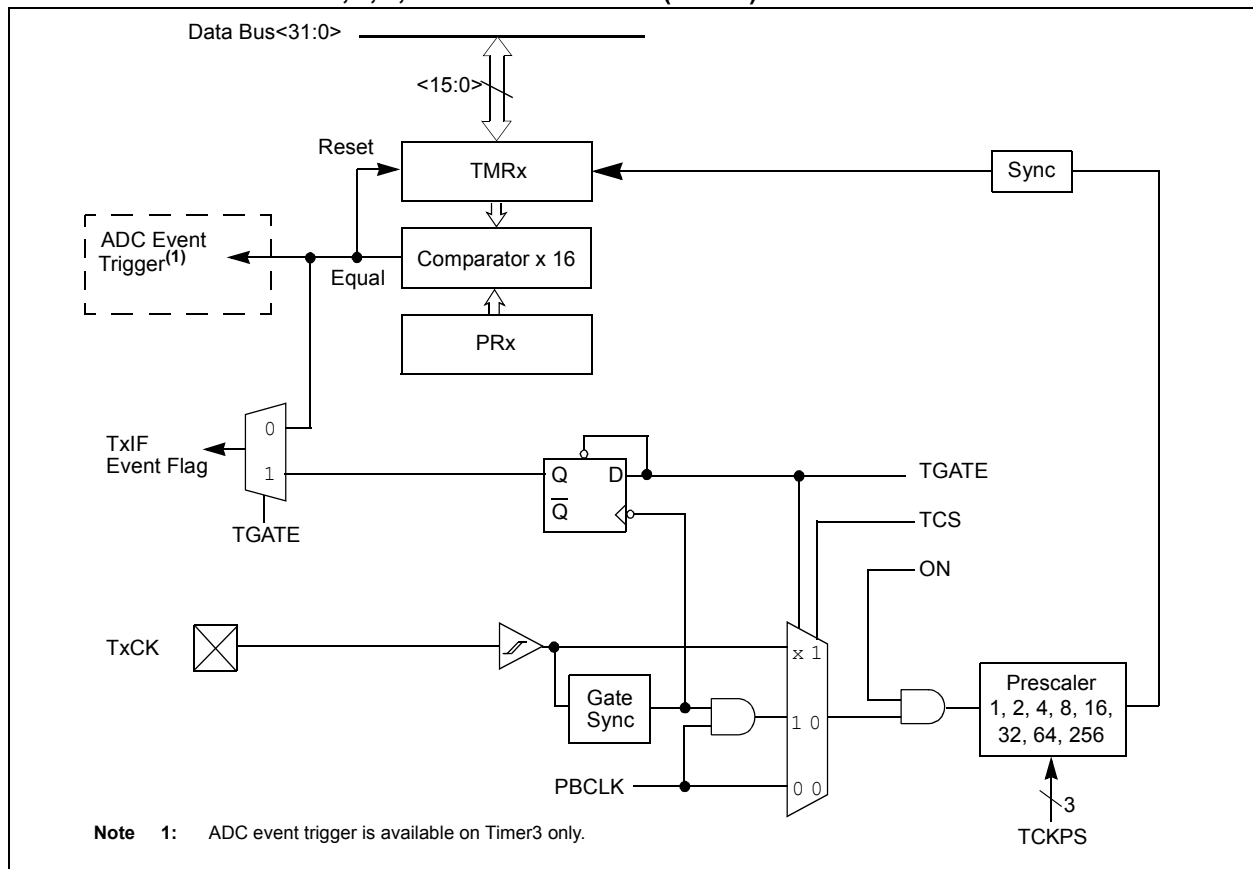 Data Bus<31:0>
<15:0>
Reset
TMRx
Sync
ADC Event
Trigger(1)
Equal
Comparator x 16
PRx
0
TxIF
Event Flag
1
Q D
Q
TGATE
TGATE
TCS
ON
TxCK
x 1
Gate
Sync
1 0
Prescaler
1, 2, 4, 8, 16,
32, 64, 256
PBCLK
0 0
3
TCKPS
Note 1: ADC event trigger is available on Timer3 only.